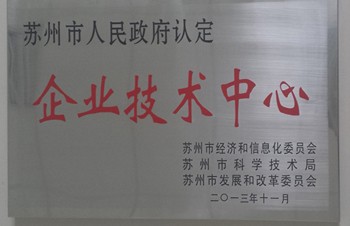 苏州市人民政府认定
企业技术中心
苏州市经济和信息化委员会
苏州市科学技术局
苏州市发展和改革委员会
二〇一三年十一月